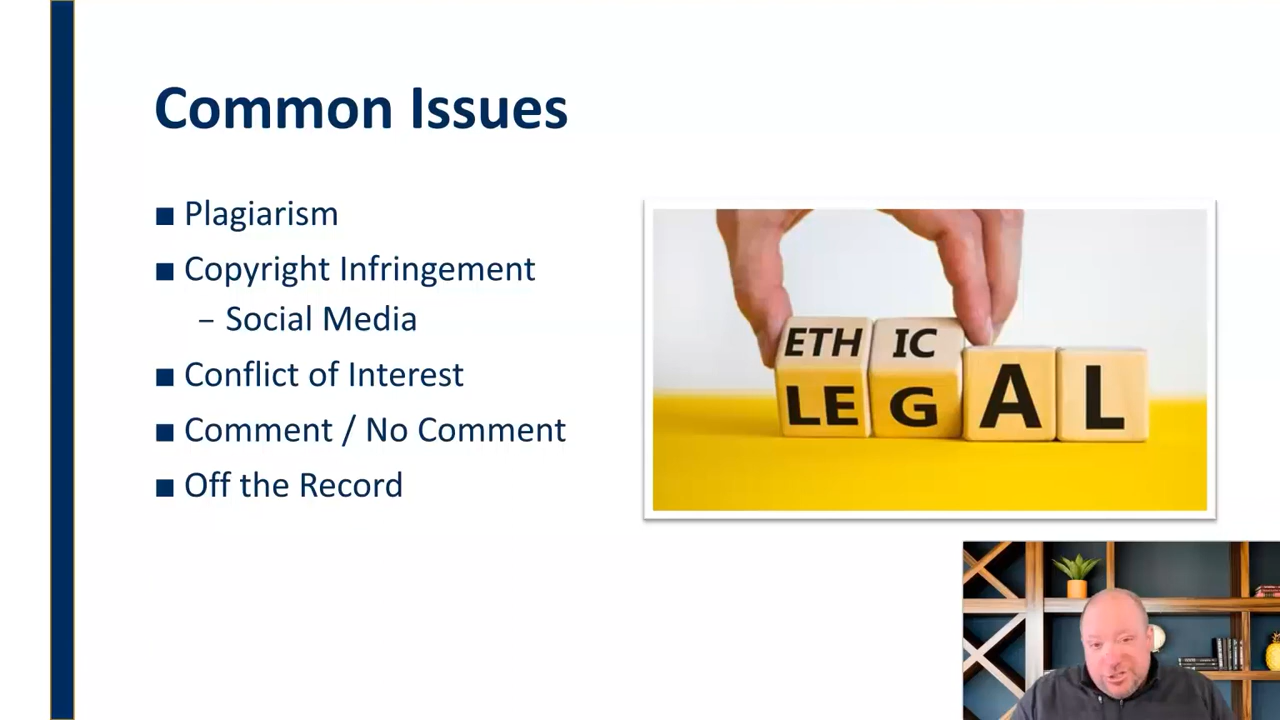 Common Issues
■ Plagiarism
■ Copyright Infringement
– Social Media
■ Conflict of Interest
■ Comment / No Comment
■ Off the Record
ETH IC
LE G A L